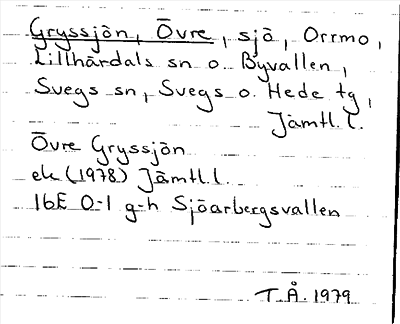 Gryssjön, Övre, sjö, Orrmo,
Lillhärdals sn o. Byvallen,
Svegs sn, Svegs o. Hede tg,
Jämtl. l.
Övre Gryssjön
ek (1978) Jämtl. l.
16E 0-1 g-h Sjöarbergsvallen
T. Å. 1979